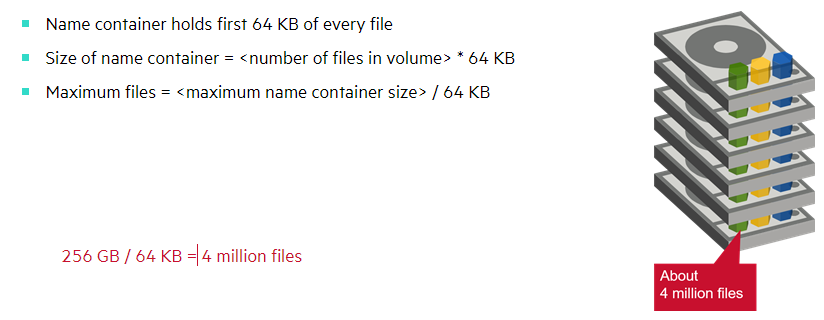 Name container holds first 64 KB of every file
Size of name container = <number of files in volume> * 64 KB
Maximum files = <maximum name container size> / 64 KB
256 GB / 64 KB = 4 million files
About
4 million files